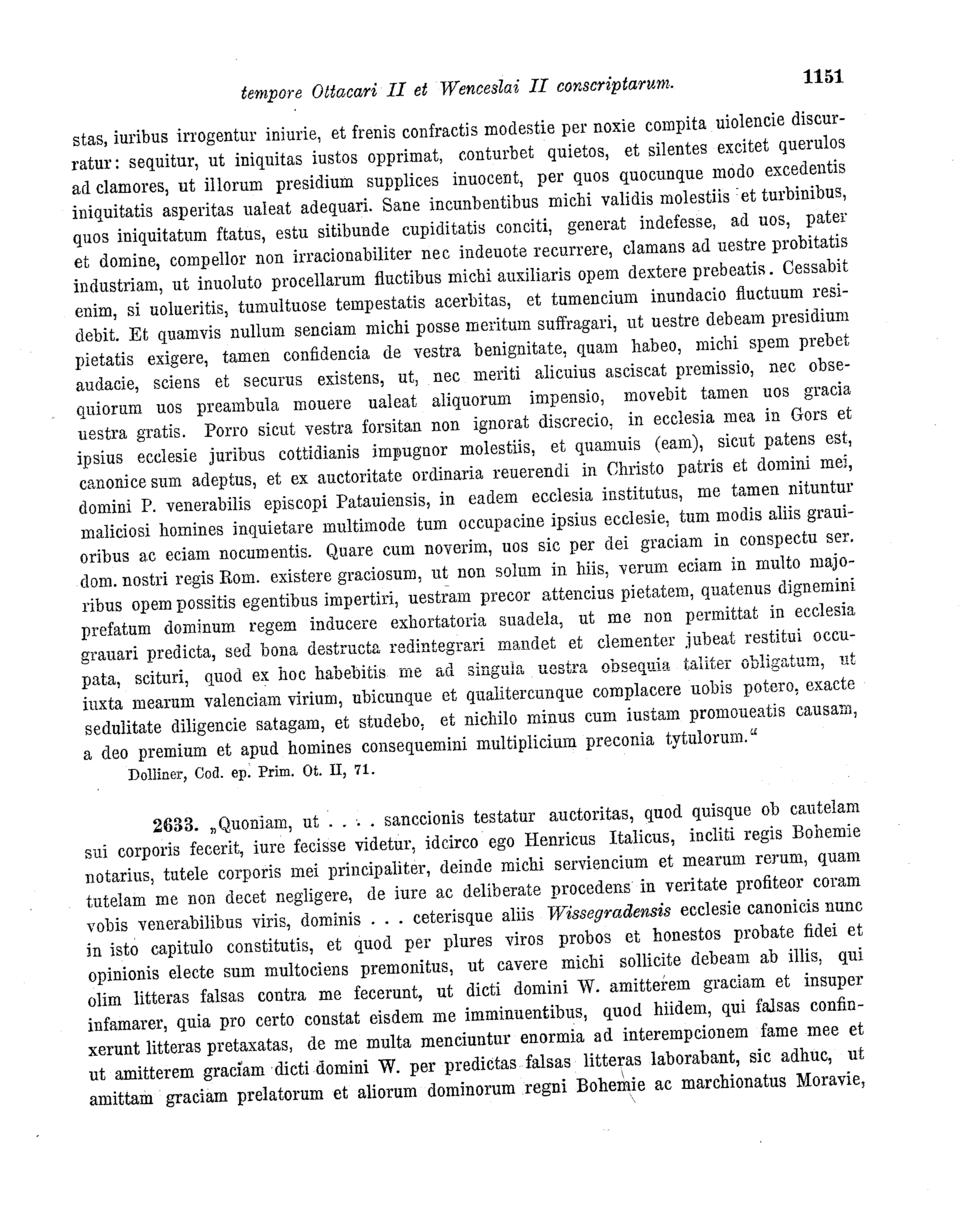 tempore Ottacari II et Wenceslai II conscriptarum. 1151
stas, iuribus irrogentur iniurie, et frenis confractis modestie per noxie compita uiolencie discur-
ratur: sequitur, ut iniquitas iustos opprimat, conturbet quietos, et silentes excitet querulos
ad clamores, ut illorum presidium supplices inuocent, per quos quocunque modo excedentis
iniquitatis asperitas ualeat adequari. Sane incunbentibus michi validis molestiis et turbinibus,
quos iniquitatum ftatus, estu sitibunde cupiditatis conciti, generat indefesse, ad uos, pater
et domine, compellor non irracionabiliter nec indeuote recurrere, clamans ad uestre probitatis
industriam, ut inuoluto procellarum fluctibus michi auxiliaris opem dextere prebeatis. Cessabit
enim, si uolueritis, tumultuose tempestatis acerbitas, et tumencium inundacio fluctuum resi-
debit. Et quamvis nullum senciam michi posse meritum suffragari, ut uestre debeam presidium
pietatis exigere, tamen confidencia de vestra benignitate, quam habeo, michi spem prebet
audacie, sciens et securus existens, ut, nec meriti alicuius asciscat premissio, nec obse-
quiorum uos preambula mouere ualeat aliquorum impensio, movebit tamen uos gracia
uestra gratis. Porro sicut vestra forsitan non ignorat discrecio, in ecclesia mea in Gors et
ipsius ecclesie juribus cottidianis impugnor molestiis, et quamuis (eam), sicut patens est,
canonice sum adeptus, et ex auctoritate ordinaria reuerendi in Christo patris et domini mei,
domini P. venerabilis episcopi Patauiensis, in eadem ecclesia institutus, me tamen nituntur
maliciosi homines inquietare multimode tum occupacine ipsius ecclesie, tum modis aliis graui-
oribus ac eciam nocumentis. Quare cum noverim, uos sic per dei graciam in conspectu ser.
dom. nostri regis Rom. existere graciosum, ut non solum in hiis, verum eciam in multo majo-
ribus opem possitis egentibus impertiri, uestram precor attencius pietatem, quatenus dignemini
prefatum dominum regem inducere exhortatoria suadela, ut me non permittat in ecclesia
grauari predicta, sed bona destructa redintegrari mandet et clementer jubeat restitui occu-
pata, scituri, quod ex hoc habebitis me ad singula uestra obsequia taliter obligatum, ut
iuxta mearum valenciam virium, ubicunque et qualitercunque complacere uobis potero, exacte
sedulitate diligencie satagam, et studebo, et nichilo minus cum iustam promoueatis causam,
a deo premium et apud homines consequemini multiplicium preconia tytulorum.“
Dolliner, Cod. ep. Prim. Ot. II, 71.
2633. „Quoniam, ut . . . . sanccionis testatur auctoritas, quod quisque ob cautelam
sui corporis fecerit, iure fecisse videtur, idcirco ego Henricus Italicus, incliti regis Bohemie
notarius, tutele corporis mei principaliter, deinde michi serviencium et mearum rerum, quam
tutelam me non decet negligere, de iure ac deliberate procedens in veritate profiteor coram
vobis venerabilibus viris, dominis . . . ceterisque aliis Wissegradensis ecclesie canonicis nunc
in isto capitulo constitutis, et quod per plures viros probos et honestos probate fidei et
opinionis electe sum multociens premonitus, ut cavere michi sollicite debeam ab illis, qui
olim litteras falsas contra me fecerunt, ut dicti domini W. amitterem graciam et insuper
infamarer, quia pro certo constat eisdem me imminuentibus, quod hiidem, qui falsas confin-
xerunt litteras pretaxatas, de me multa menciuntur enormia ad interempcionem fame mee et
ut amitterem graciam dicti domini W. per predictas falsas litteras laborabant, sic adhuc, ut
amittam graciam prelatorum et aliorum dominorum regni Bohemie ac marchionatus Moravie,